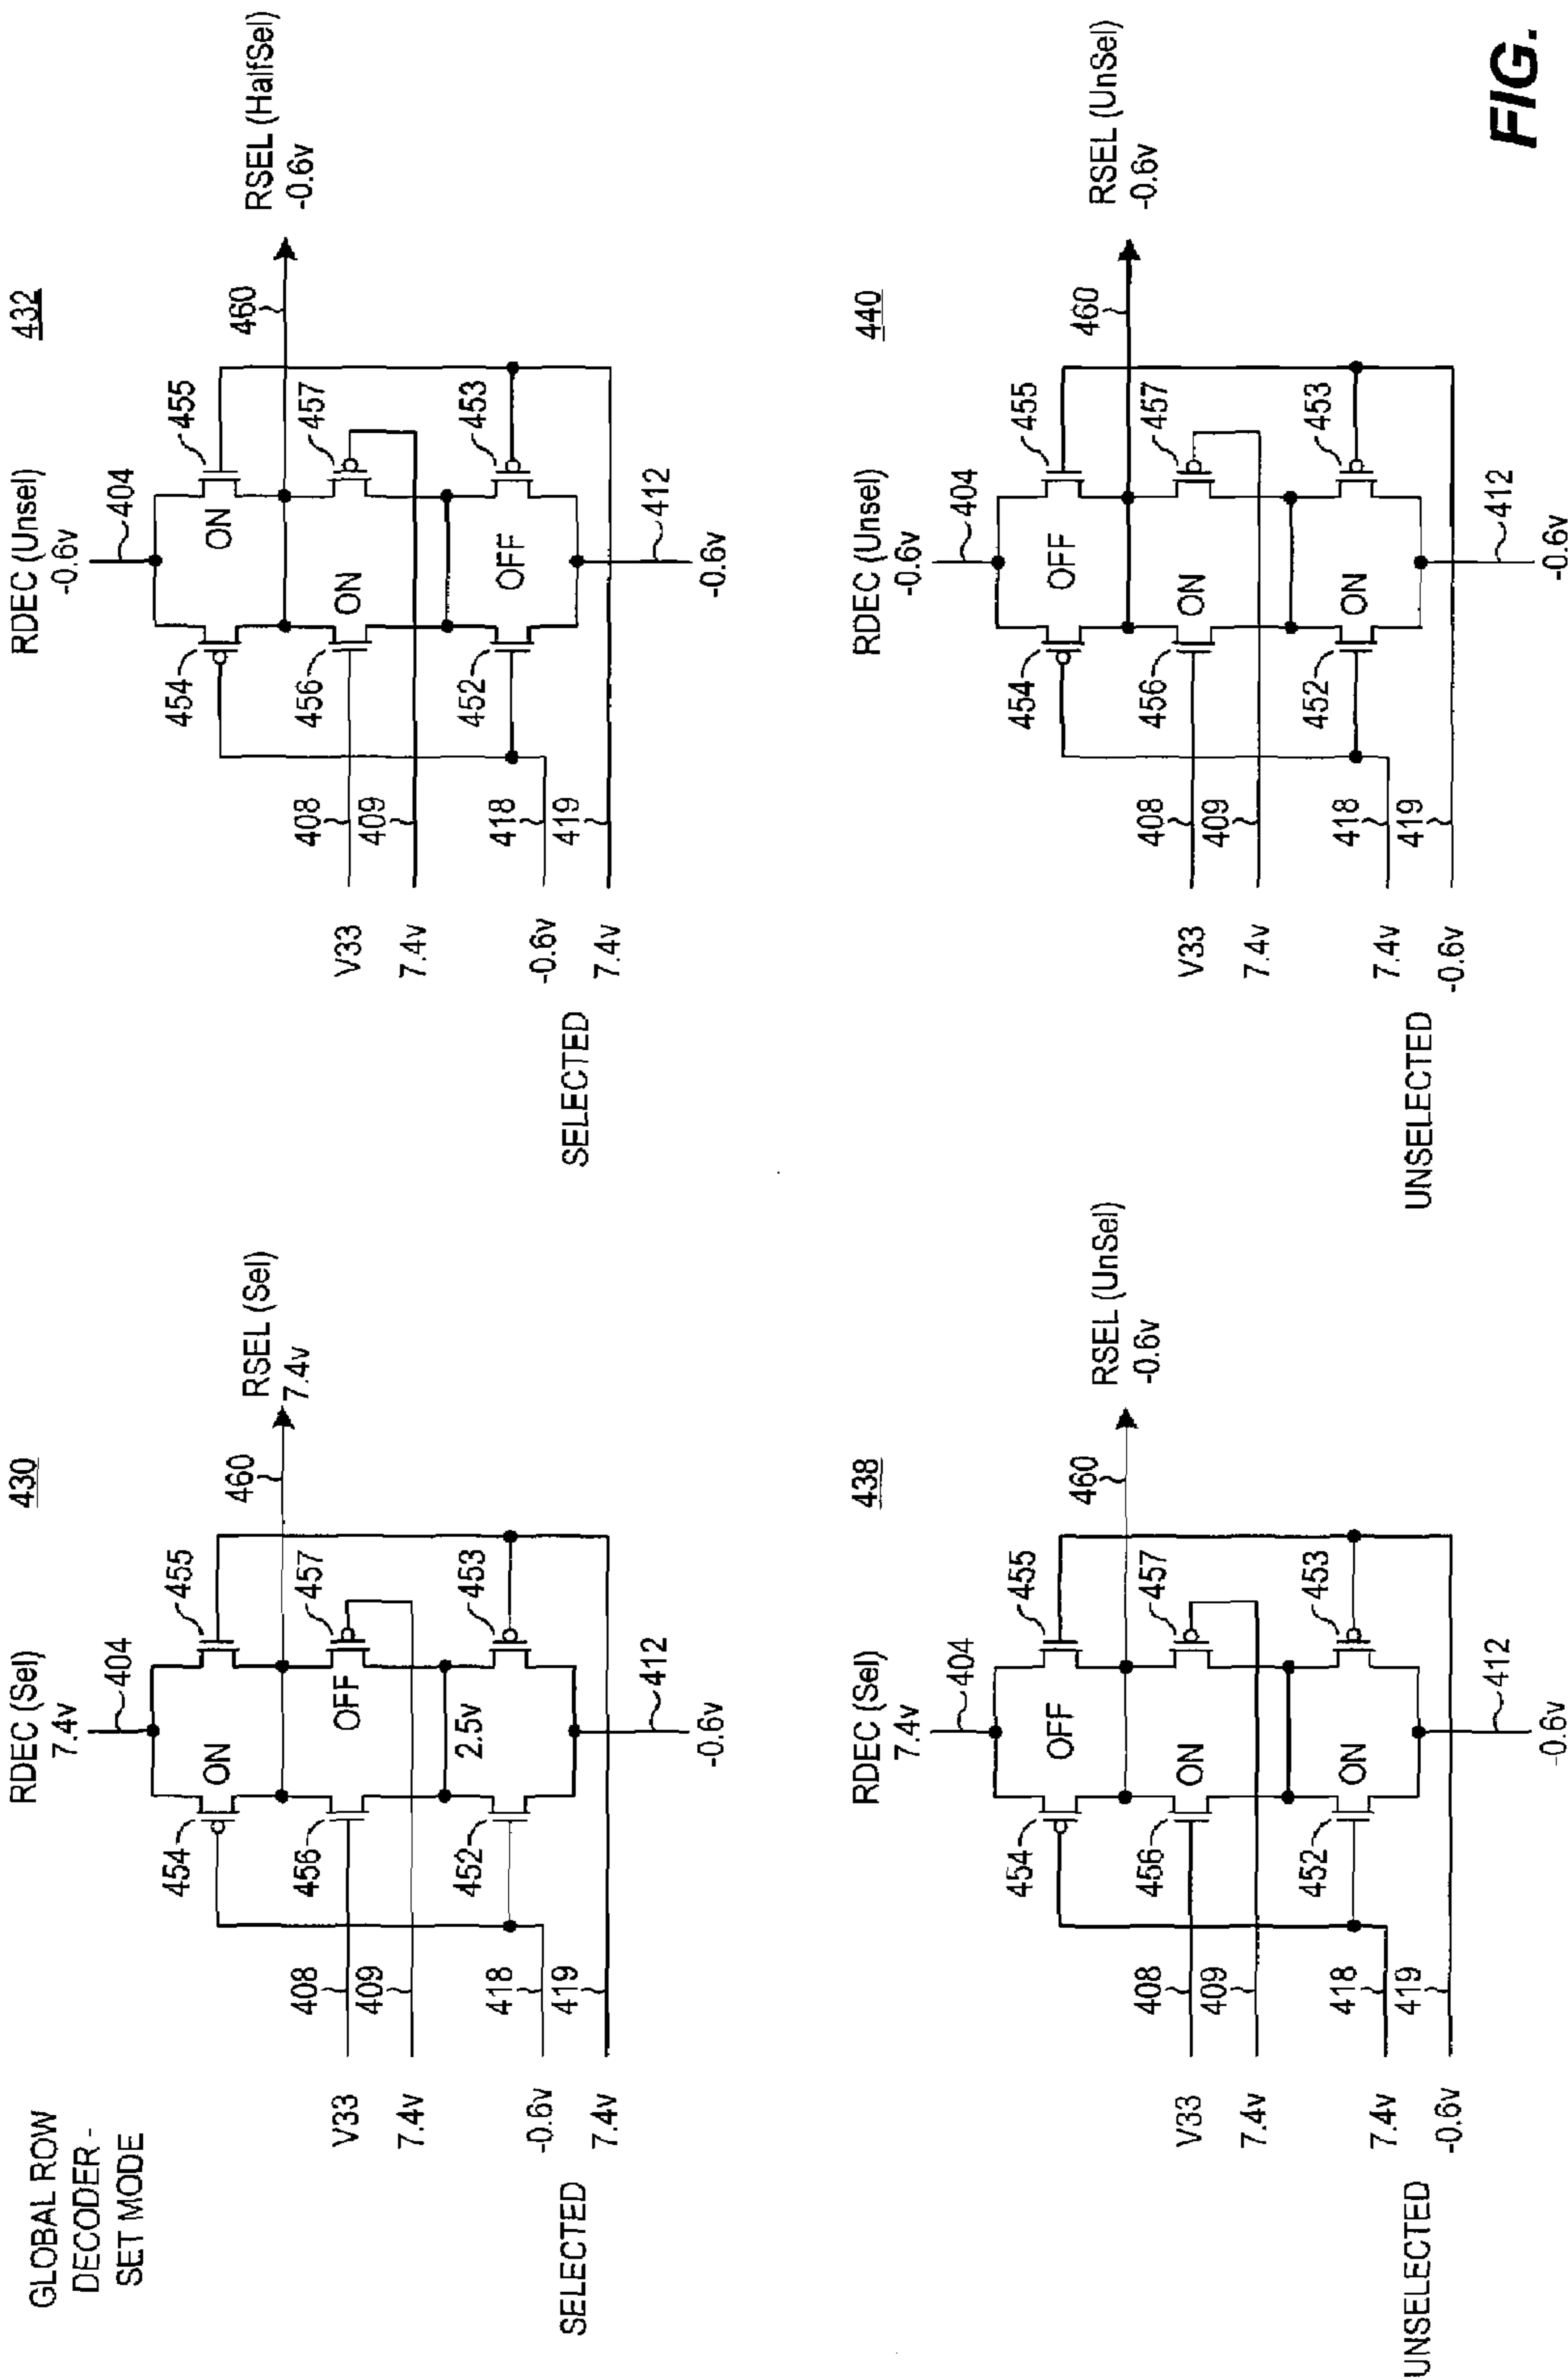 GLOBAL ROW
DECODER -
SET MODE
RDEC (Sel)
7.4v
404
430
454
ON
455
460
RSEL (Sel)
7.4v
456
OFF
457
408
409
V33
7.4v
2.5v
452
453
418
419
-0.6v
7.4v
SELECTED
412
-0.6v
RDEC (Unsel)
-0.6v
404
432
454
ON
455
460
RSEL (HalfSel)
-0.6v
456
ON
457
408
409
V33
7.4v
452
OFF
453
418
419
-0.6v
7.4v
SELECTED
412
-0.6v
RDEC (Sel)
7.4v
404
438
454
OFF
455
460
RSEL (UnSel)
-0.6v
456
ON
457
408
409
V33
7.4v
452
ON
453
418
419
7.4v
-0.6v
UNSELECTED
412
-0.6v
RDEC (Unsel)
-0.6v
404
440
454
OFF
455
460
RSEL (UnSel)
-0.6v
456
ON
457
408
409
V33
7.4v
452
ON
453
418
419
7.4v
-0.6v
UNSELECTED
412
-0.6v
FIG.